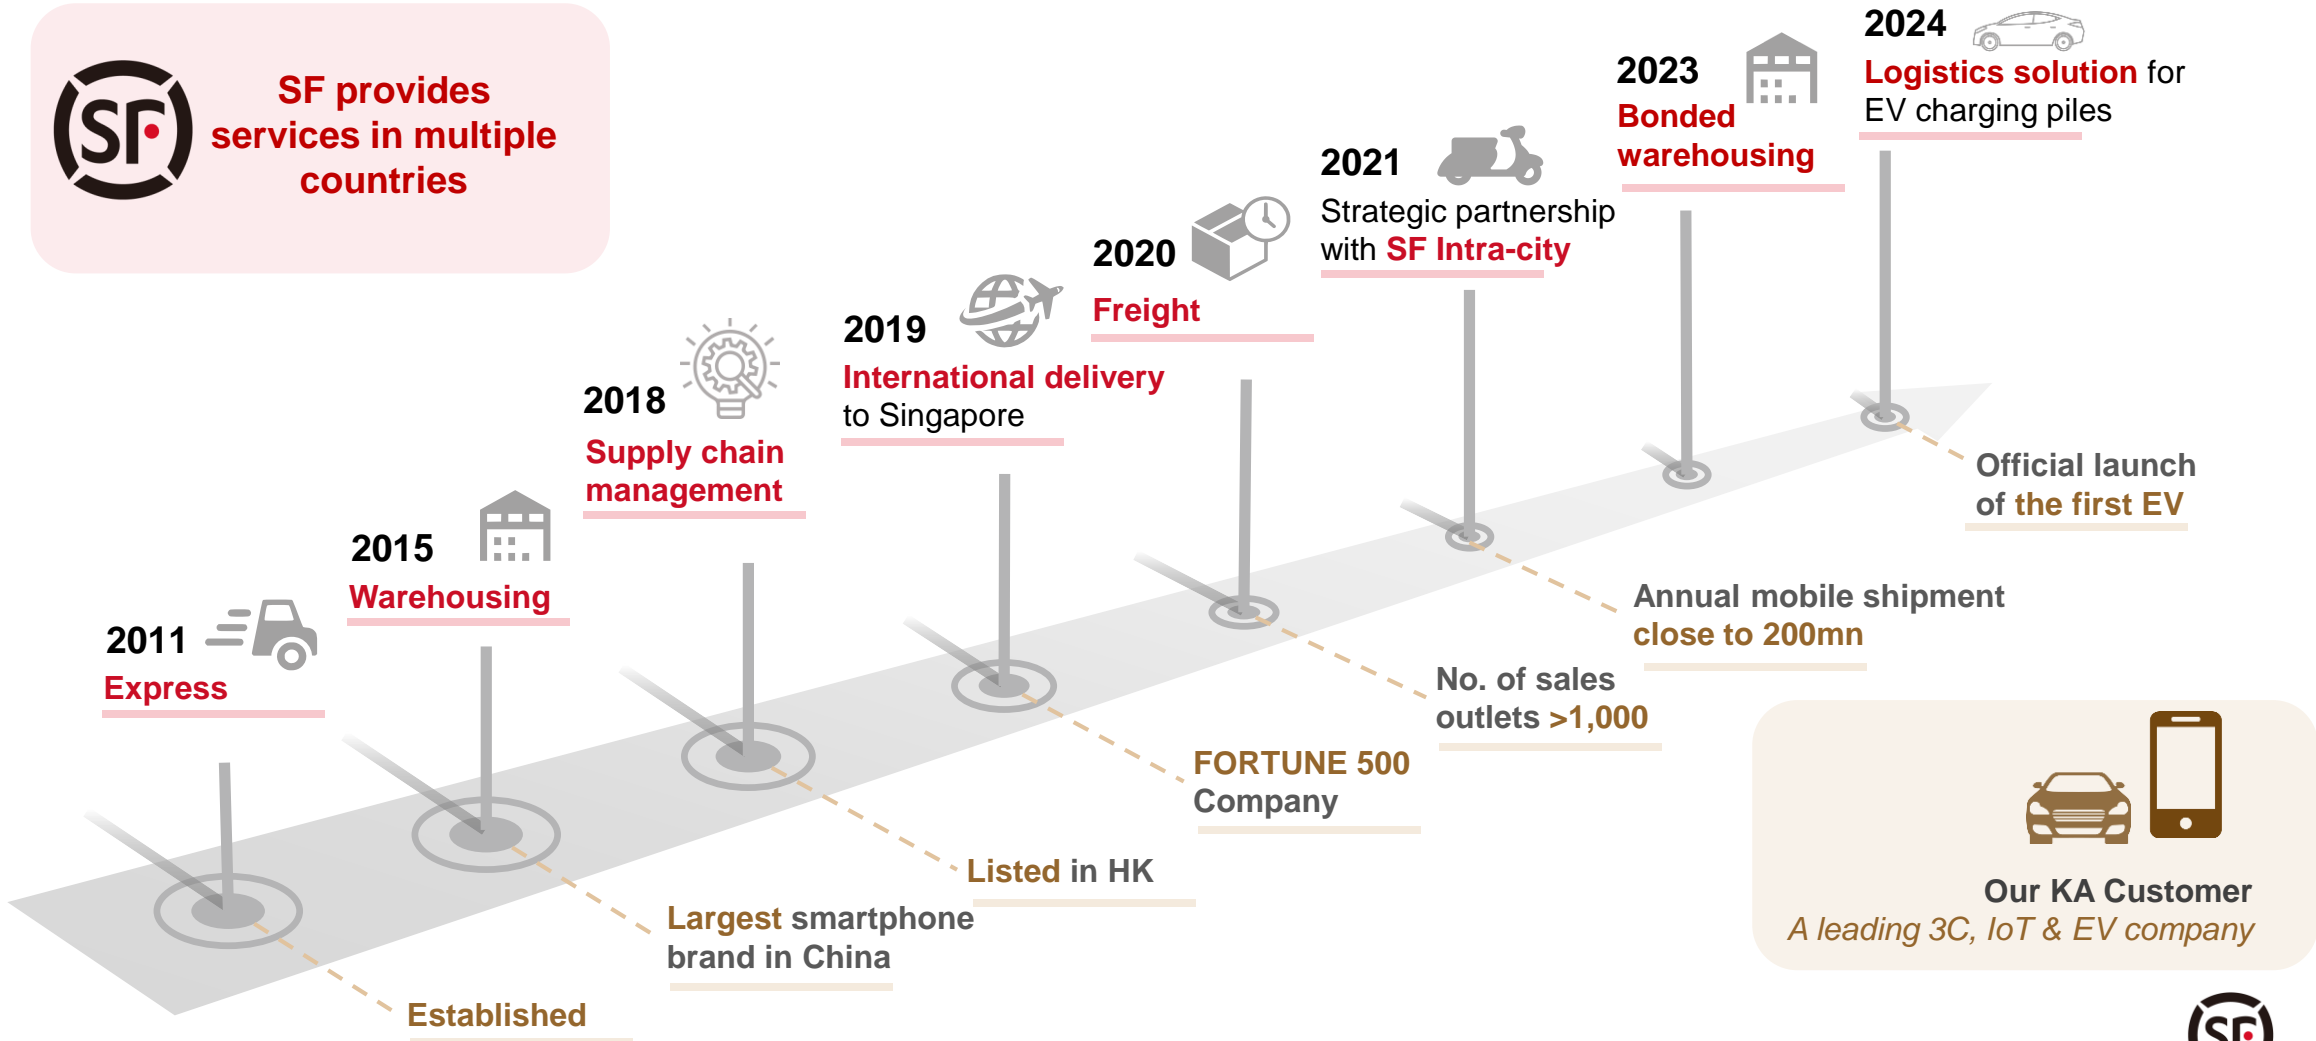 SF
SF provides
services in multiple
countries
2011
Express
2015
Warehousing
2018
Supply chain
management
2019
International delivery
to Singapore
2020
Freight
2021
Strategic partnership
with SF Intra-city
2023
Bonded
warehousing
2024
Logistics solution for
EV charging piles
Established
Largest smartphone
brand in China
Listed in HK
FORTUNE 500
Company
No. of sales
outlets >1,000
Annual mobile shipment
close to 200mn
Official launch
of the first EV
Our KA Customer
A leading 3C, IoT & EV company
SF